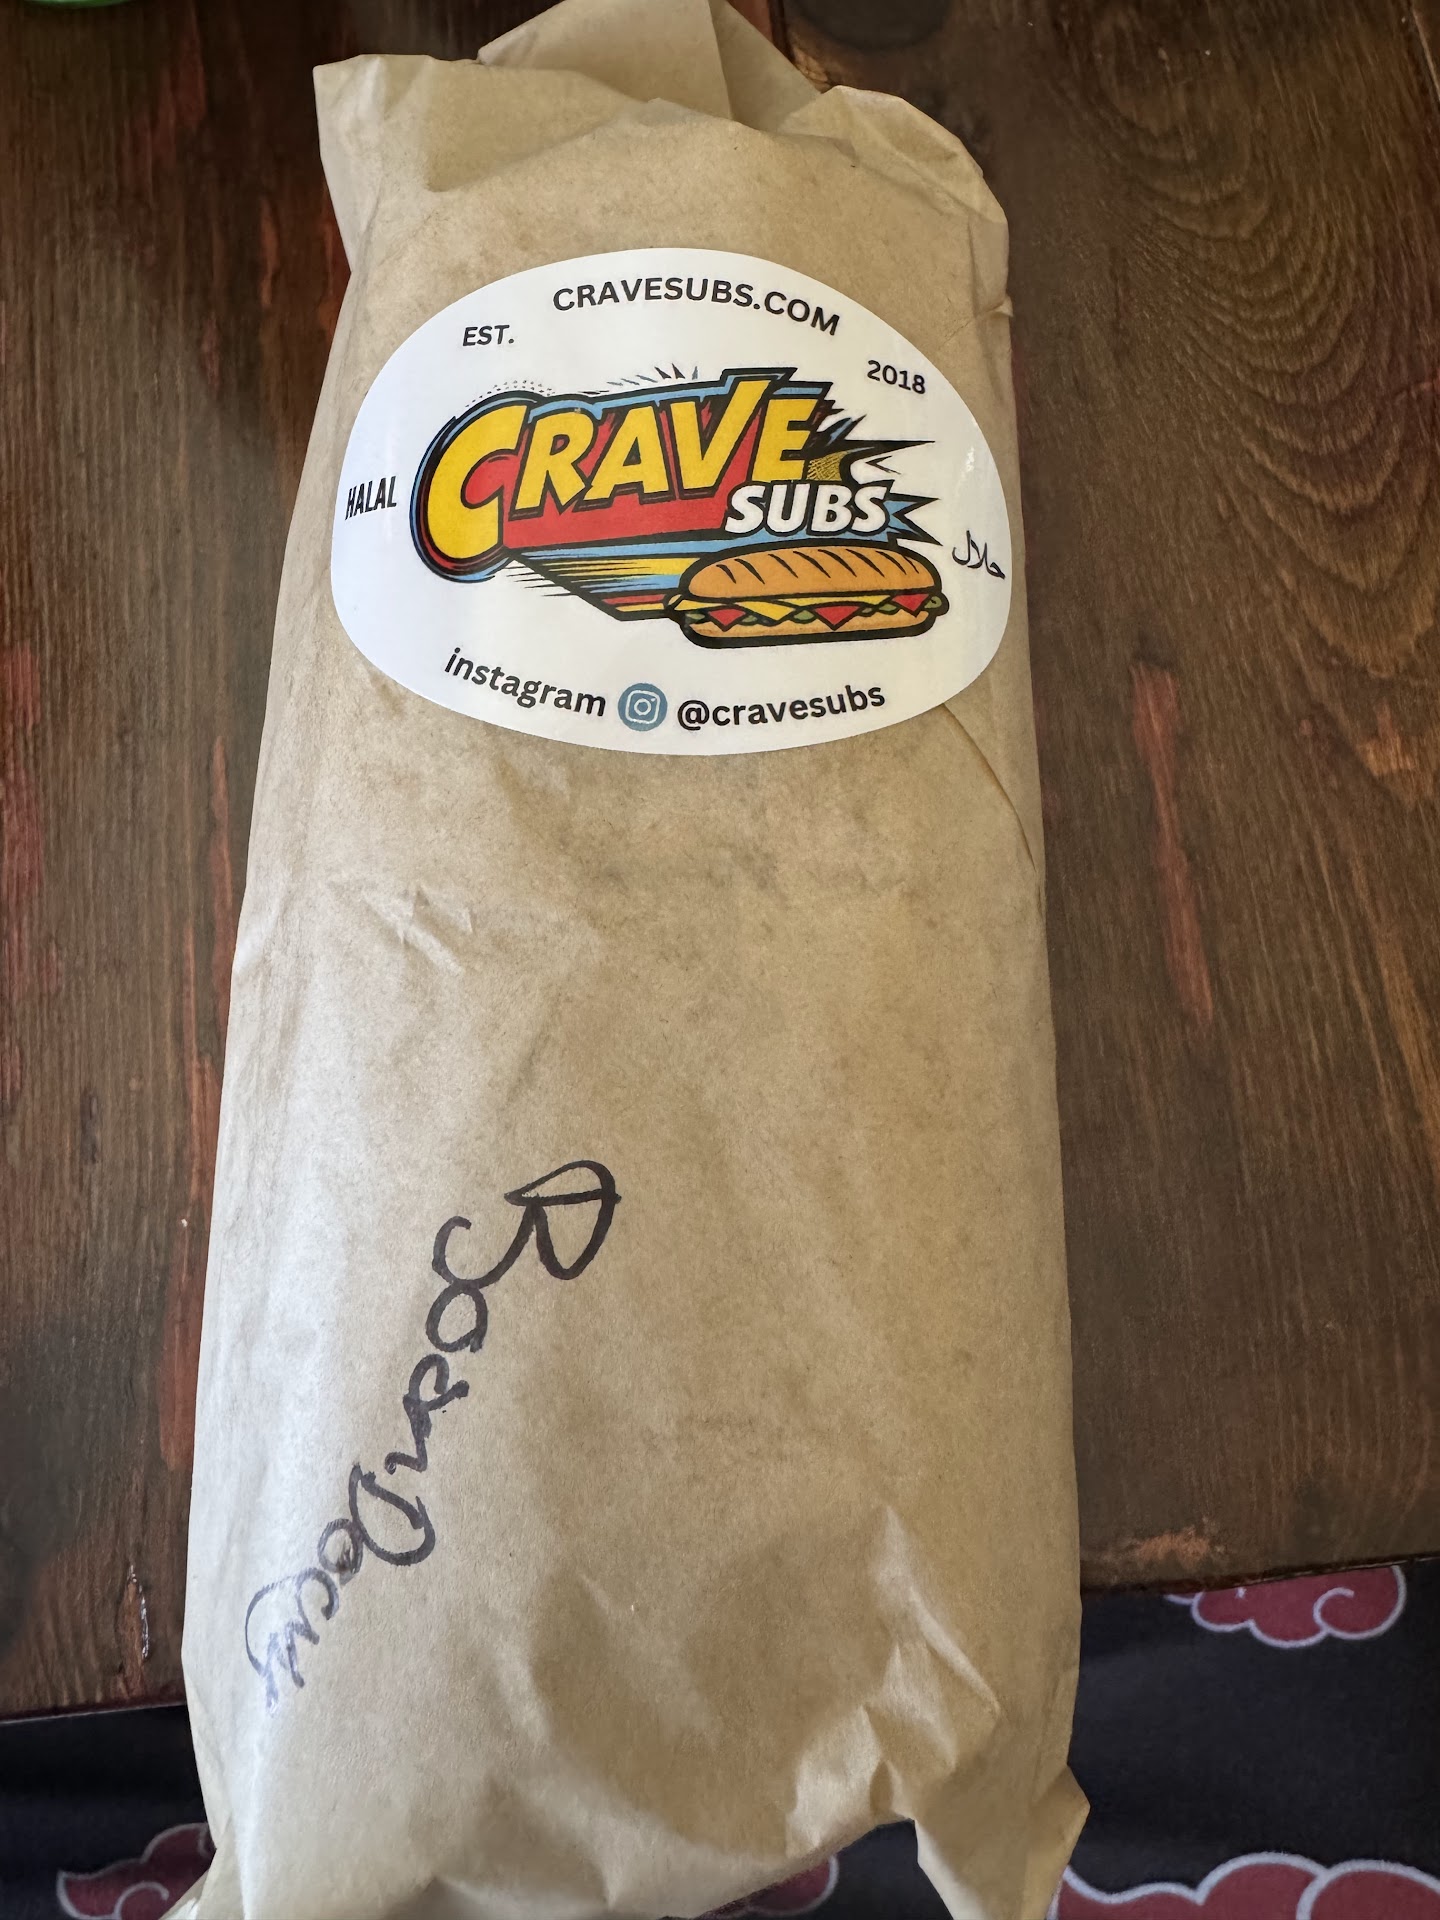 CRAVESUBS.COM
EST. 2018
CRAVE
SUBS
HALAL
حلال
instagram @cravesubs